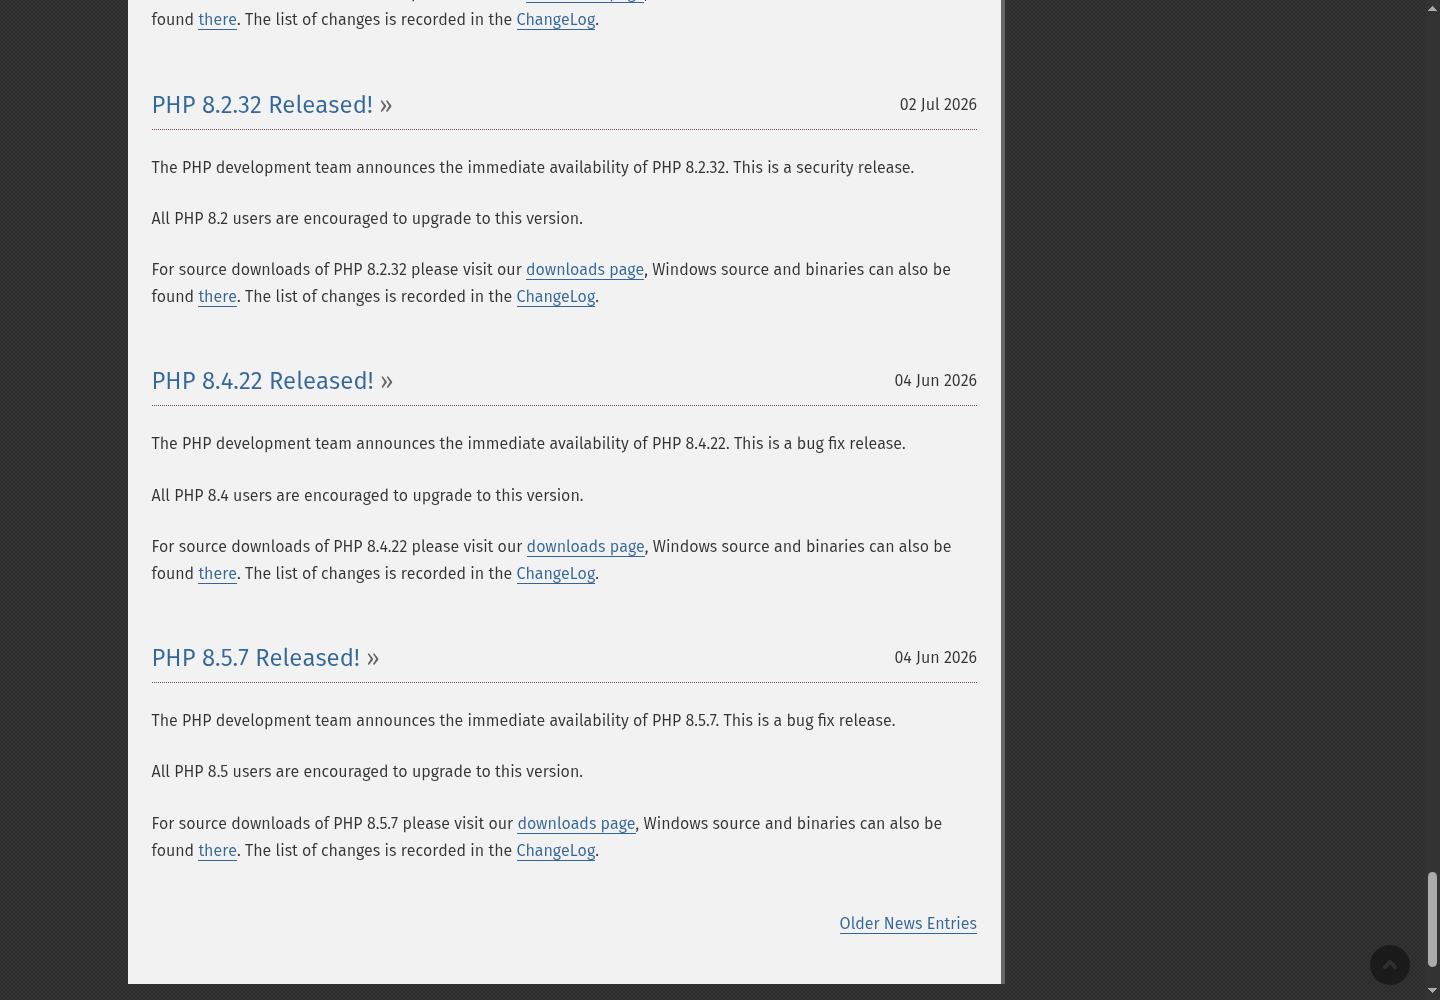 found there. The list of changes is recorded in the ChangeLog.
PHP 8.2.32 Released! »
02 Jul 2026
The PHP development team announces the immediate availability of PHP 8.2.32. This is a security release.
All PHP 8.2 users are encouraged to upgrade to this version.
For source downloads of PHP 8.2.32 please visit our downloads page, Windows source and binaries can also be
found there. The list of changes is recorded in the ChangeLog.
PHP 8.4.22 Released! »
04 Jun 2026
The PHP development team announces the immediate availability of PHP 8.4.22. This is a bug fix release.
All PHP 8.4 users are encouraged to upgrade to this version.
For source downloads of PHP 8.4.22 please visit our downloads page, Windows source and binaries can also be
found there. The list of changes is recorded in the ChangeLog.
PHP 8.5.7 Released! »
04 Jun 2026
The PHP development team announces the immediate availability of PHP 8.5.7. This is a bug fix release.
All PHP 8.5 users are encouraged to upgrade to this version.
For source downloads of PHP 8.5.7 please visit our downloads page, Windows source and binaries can also be
found there. The list of changes is recorded in the ChangeLog.
Older News Entries